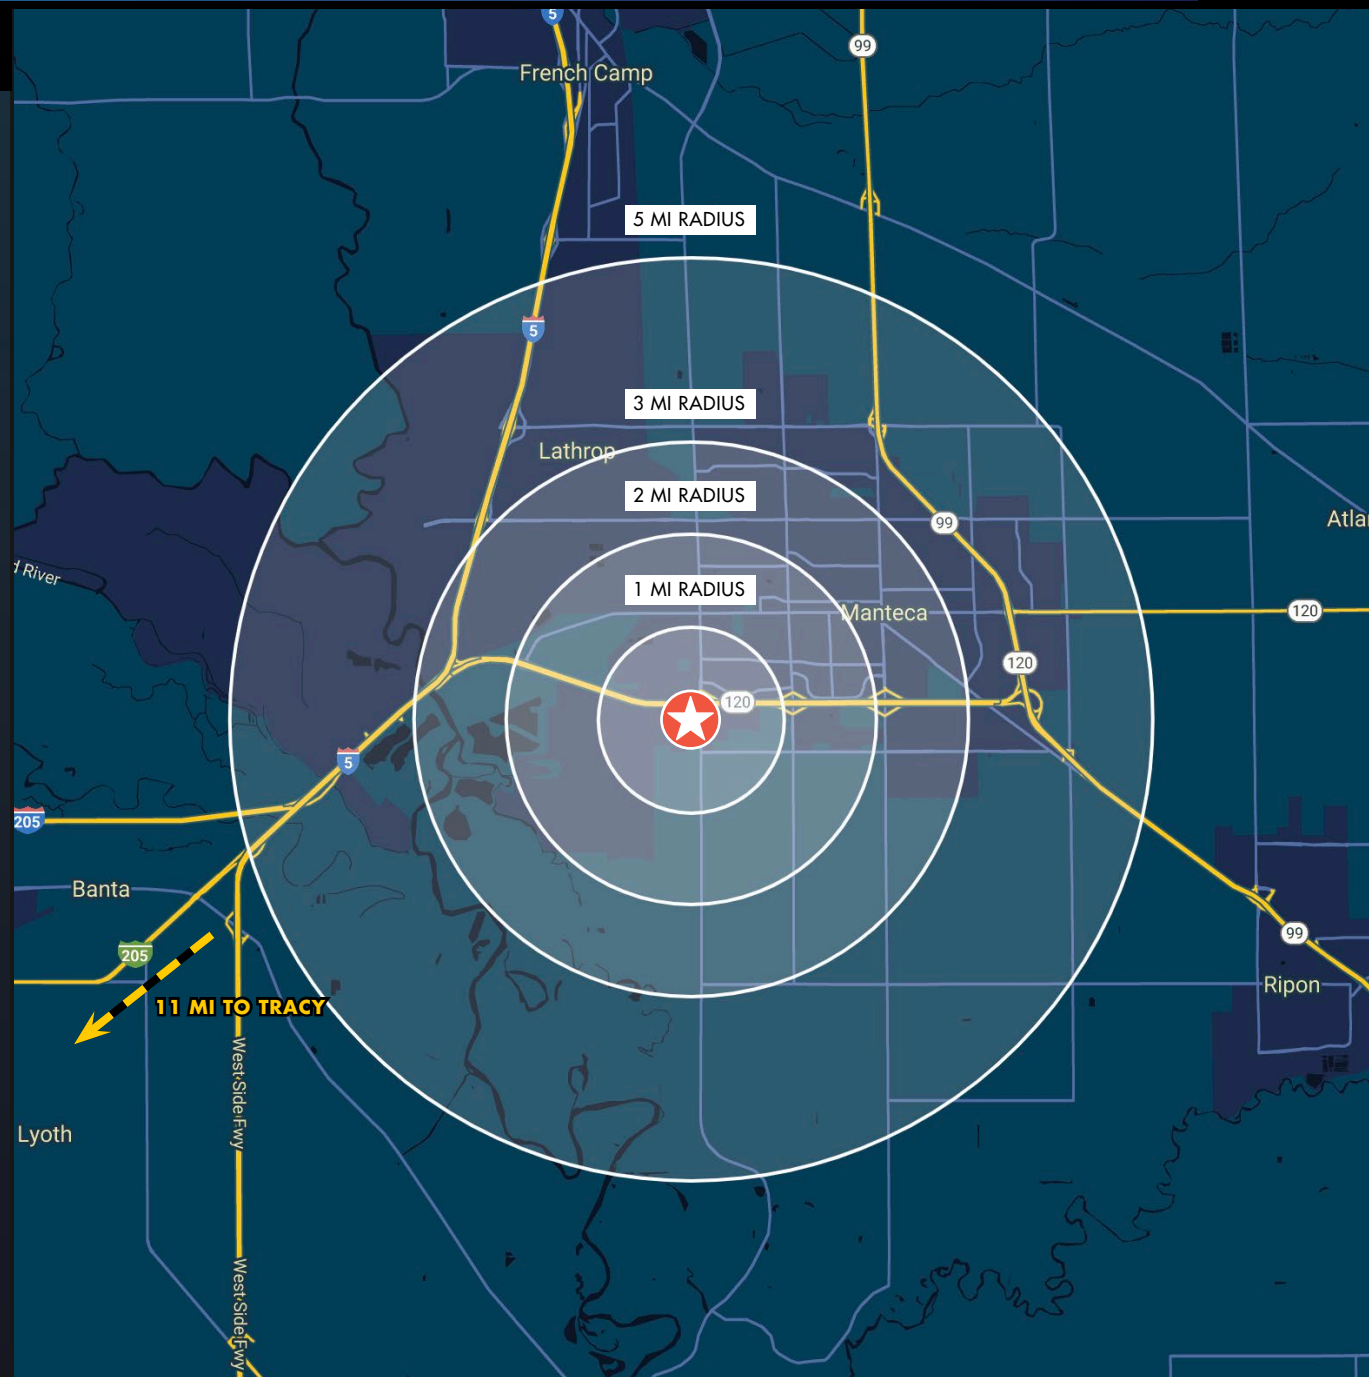 5
99
French Camp
5 MI RADIUS
5
3 MI RADIUS
Lathrop
2 MI RADIUS
99
Atla
d River
1 MI RADIUS
Manteca
120
120
120
5
205
Banta
99
205
Ripon
11 MI TO TRACY
West Side Fwy
Lyoth
West Side Fwy